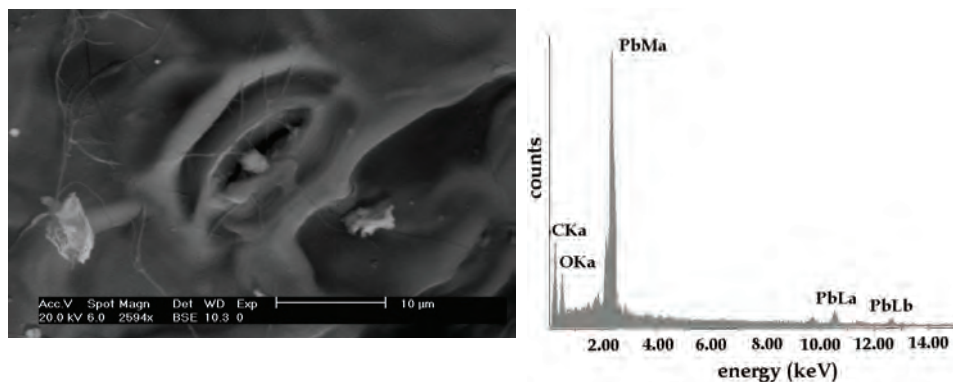 Acc.V Spot Magn Det WD Exp
20.0 kV 6.0 2594x BSE 10.3 0
10 µm
PbMa
counts
CKa
OKa
PbLa
PbLb
2.00 4.00 6.00 8.00 10.00 12.00 14.00
energy (keV)